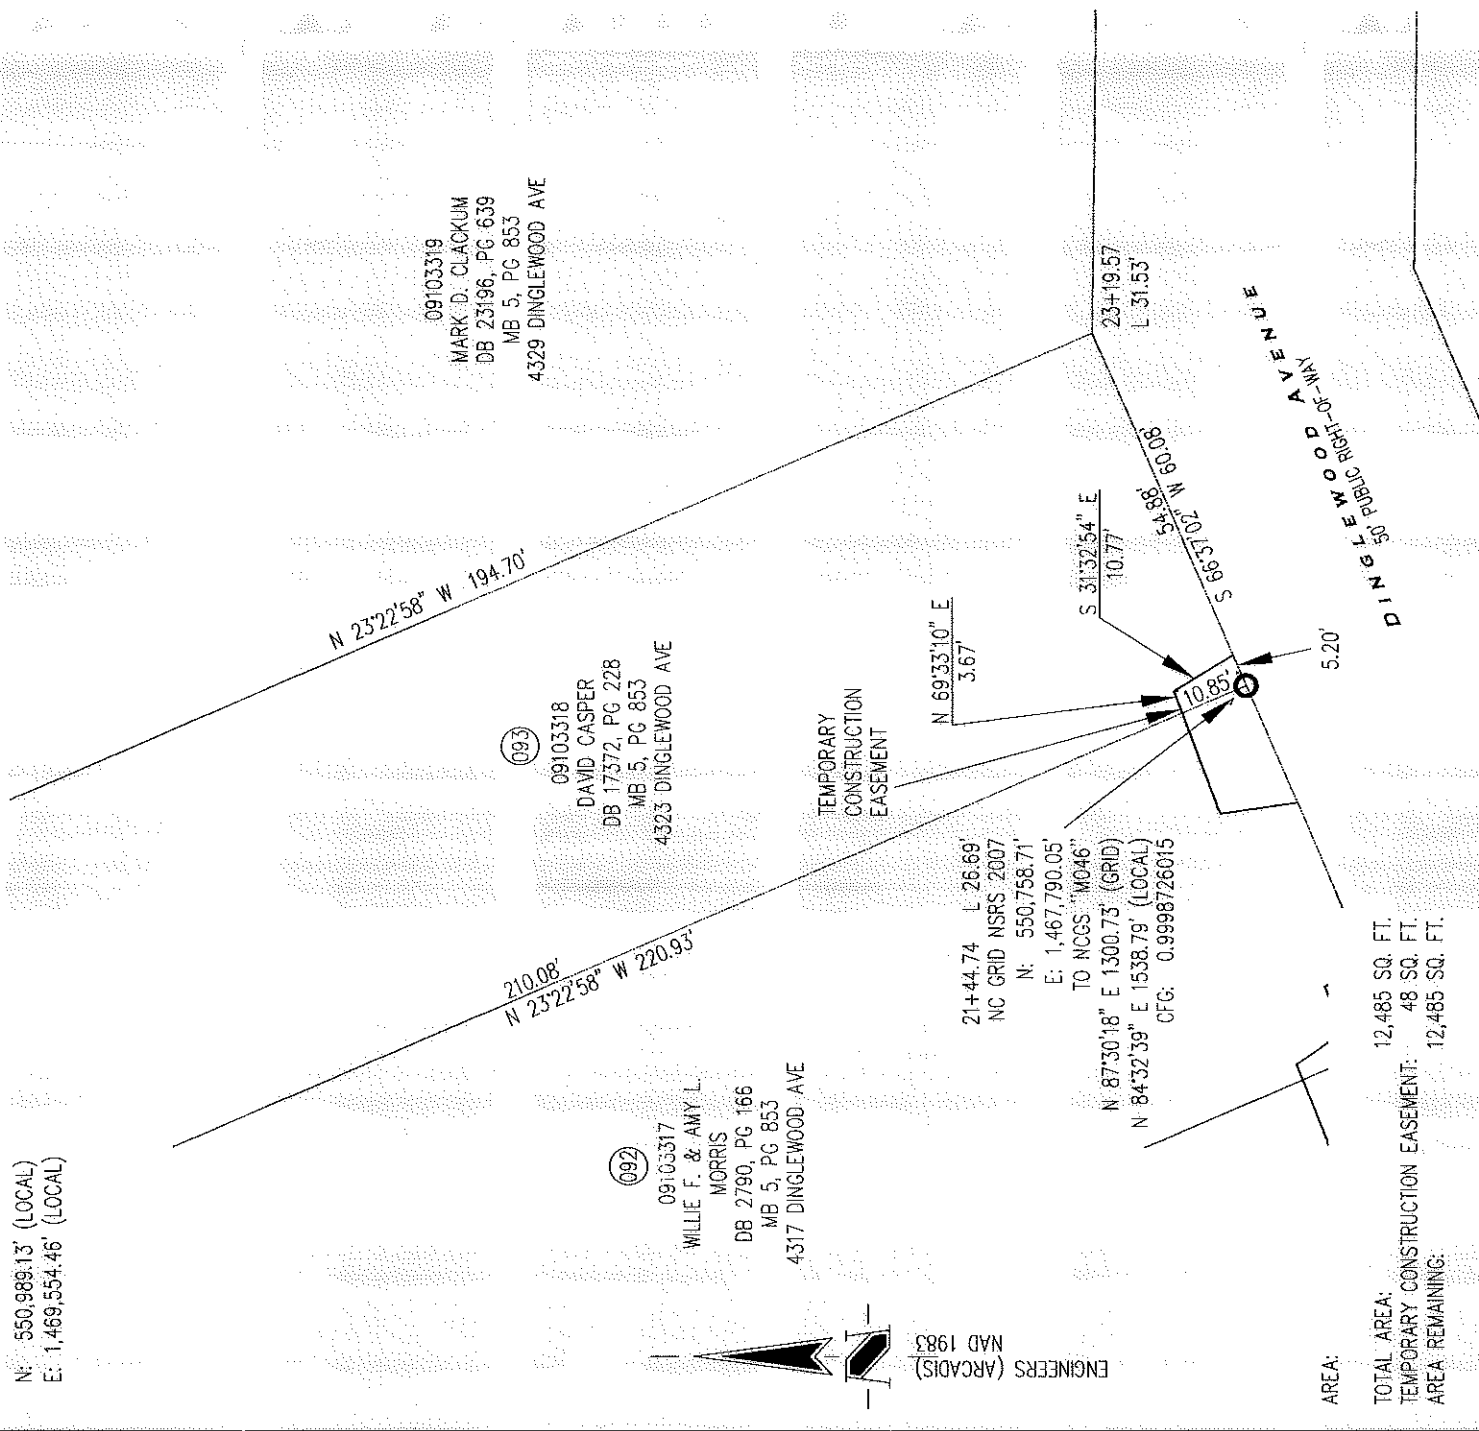 N: 550,989.13' (LOCAL)
E: 1,469,554.46' (LOCAL)
09103319
MARK D. CLACKUM
DB 23196, PG 639
MB 5, PG 853
4329 DINGLEWOOD AVE
N 23°22'58" W 194.70'
093
09103318
DAVID CASPER
DB 17372, PG 228
MB 5, PG 853
4323 DINGLEWOOD AVE
210.08'
N 23°22'58" W 220.93'
092
09103317
WILLIE F. & AMY L.
MORRIS
DB 2790, PG 166
MB 5, PG 853
4317 DINGLEWOOD AVE
TEMPORARY
CONSTRUCTION
EASEMENT
N 69°33'10" E
3.67'
S 31°32'54" E
10.77'
54.88'
S 66°37'02" W 60.08'
23+19.57
L 31.53'
10.85'
5.20'
DINGLEWOOD AVENUE
50' PUBLIC RIGHT-OF-WAY
21+44.74 L 26.69'
NC GRID NSRS 2007
N: 550,758.71'
E: 1,467,790.05'
TO NCGS "M046"
N 87°30'18" E 1300.73' (GRID)
N 84°32'39" E 1538.79' (LOCAL)
CFG: 0.9998726015
ENGINEERS (ARCADIS)
NAD 1983
AREA:
TOTAL AREA: 12,485 SQ. FT.
TEMPORARY CONSTRUCTION EASEMENT: 48 SQ. FT.
AREA REMAINING: 12,485 SQ. FT.